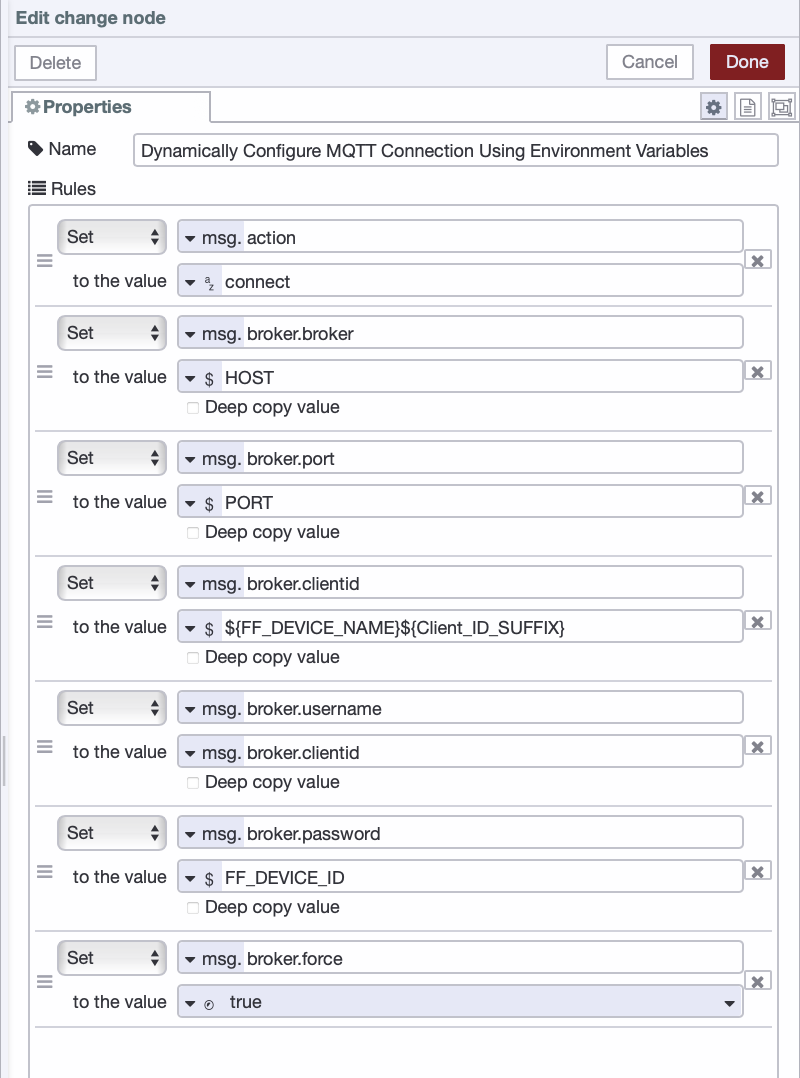 Edit change node
Delete
Cancel
Done
Properties
Name
Dynamically Configure MQTT Connection Using Environment Variables
Rules
Set
msg. action
to the value
az connect
Set
msg. broker.broker
to the value
$ HOST
Deep copy value
Set
msg. broker.port
to the value
$ PORT
Deep copy value
Set
msg. broker.clientid
to the value
$ ${FF_DEVICE_NAME}${Client_ID_SUFFIX}
Deep copy value
Set
msg. broker.username
to the value
msg. broker.clientid
Deep copy value
Set
msg. broker.password
to the value
$ FF_DEVICE_ID
Deep copy value
Set
msg. broker.force
to the value
true